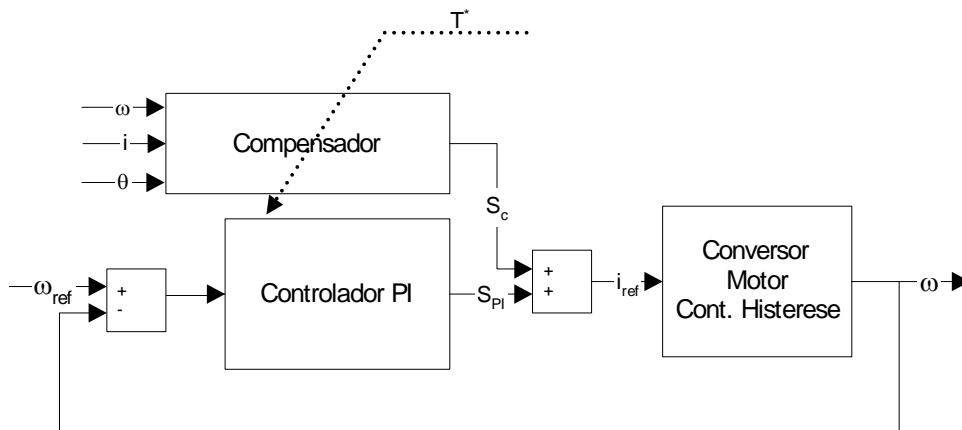 T*
ω
i
θ
Compensador
S_c
ω_ref
+
-
Controlador PI
S_PI
+
+
i_ref
Conversor
Motor
Cont. Histerese
ω